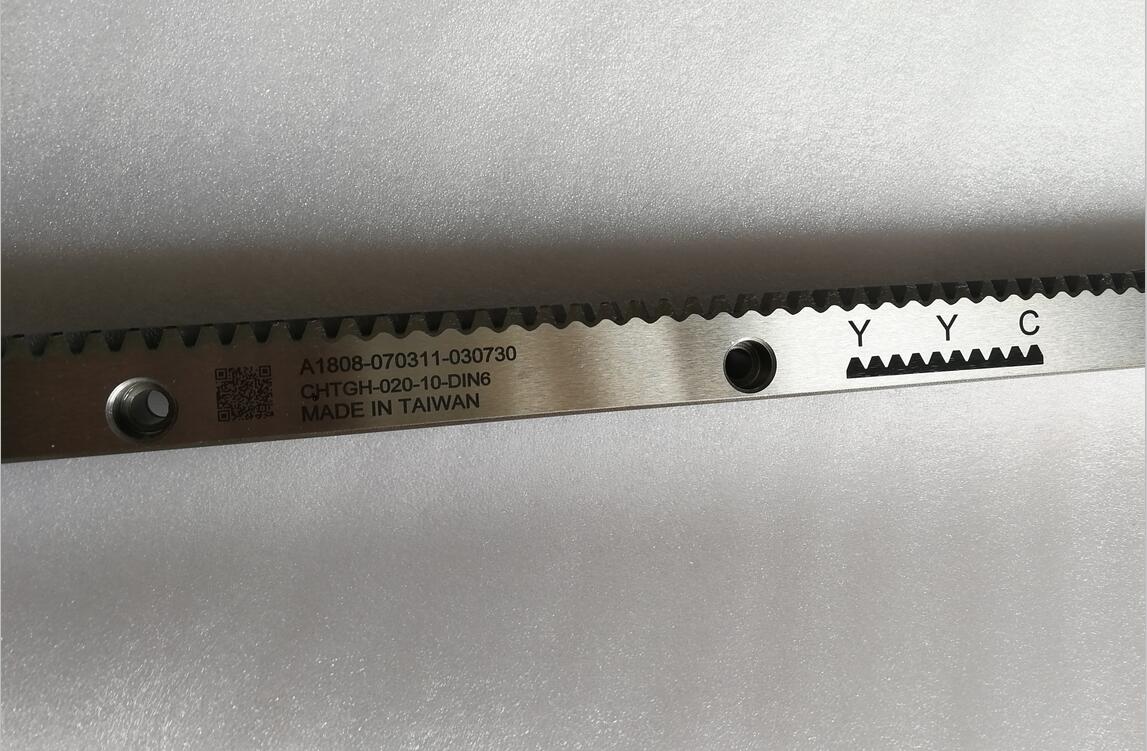 A1808-070311-030730
CHTGH-020-10-DIN6
MADE IN TAIWAN
Y Y C